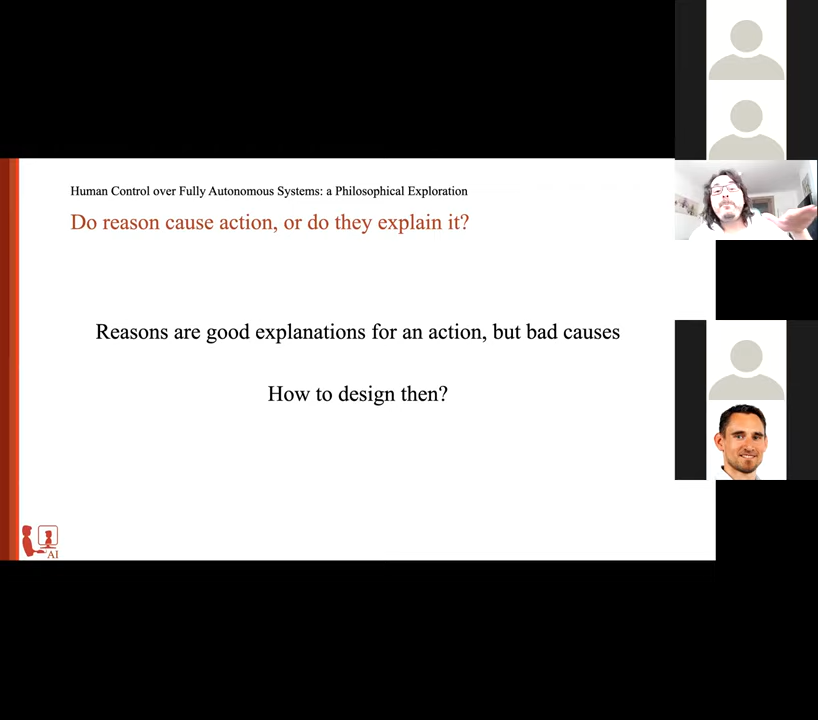 Human Control over Fully Autonomous Systems: a Philosophical Exploration
Do reason cause action, or do they explain it?
Reasons are good explanations for an action, but bad causes
How to design then?
AI